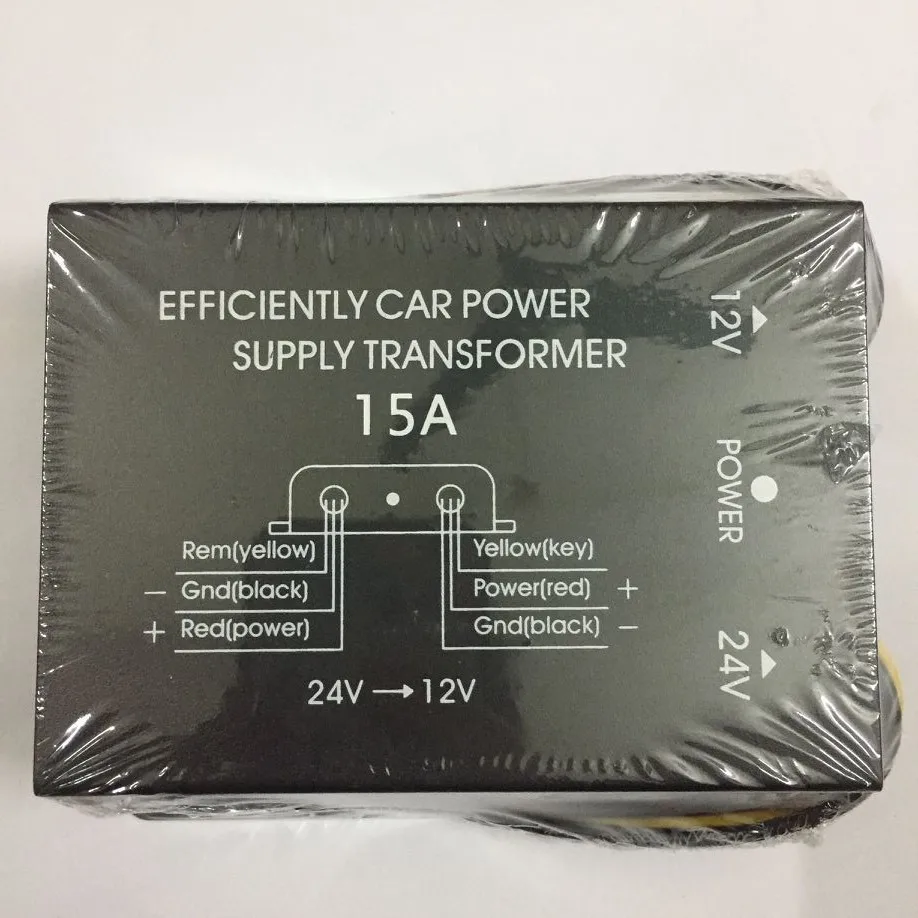 EFFICIENTLY CAR POWER
SUPPLY TRANSFORMER
15A
Rem(yellow)
− Gnd(black)
+ Red(power)
Yellow(key)
Power(red) +
Gnd(black) −
24V → 12V
12V
POWER
24V